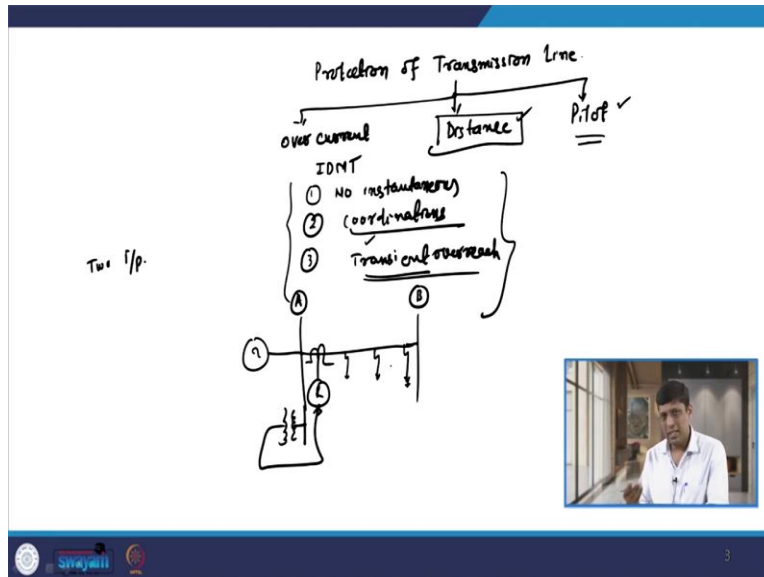 Protection of Transmission Line.
Over current
Distance ✓
Pilot ✓
IDMT
① No instantaneous
② Coordinations
③ Transient overreach
Two I/p.
A
B
R
swayam
3